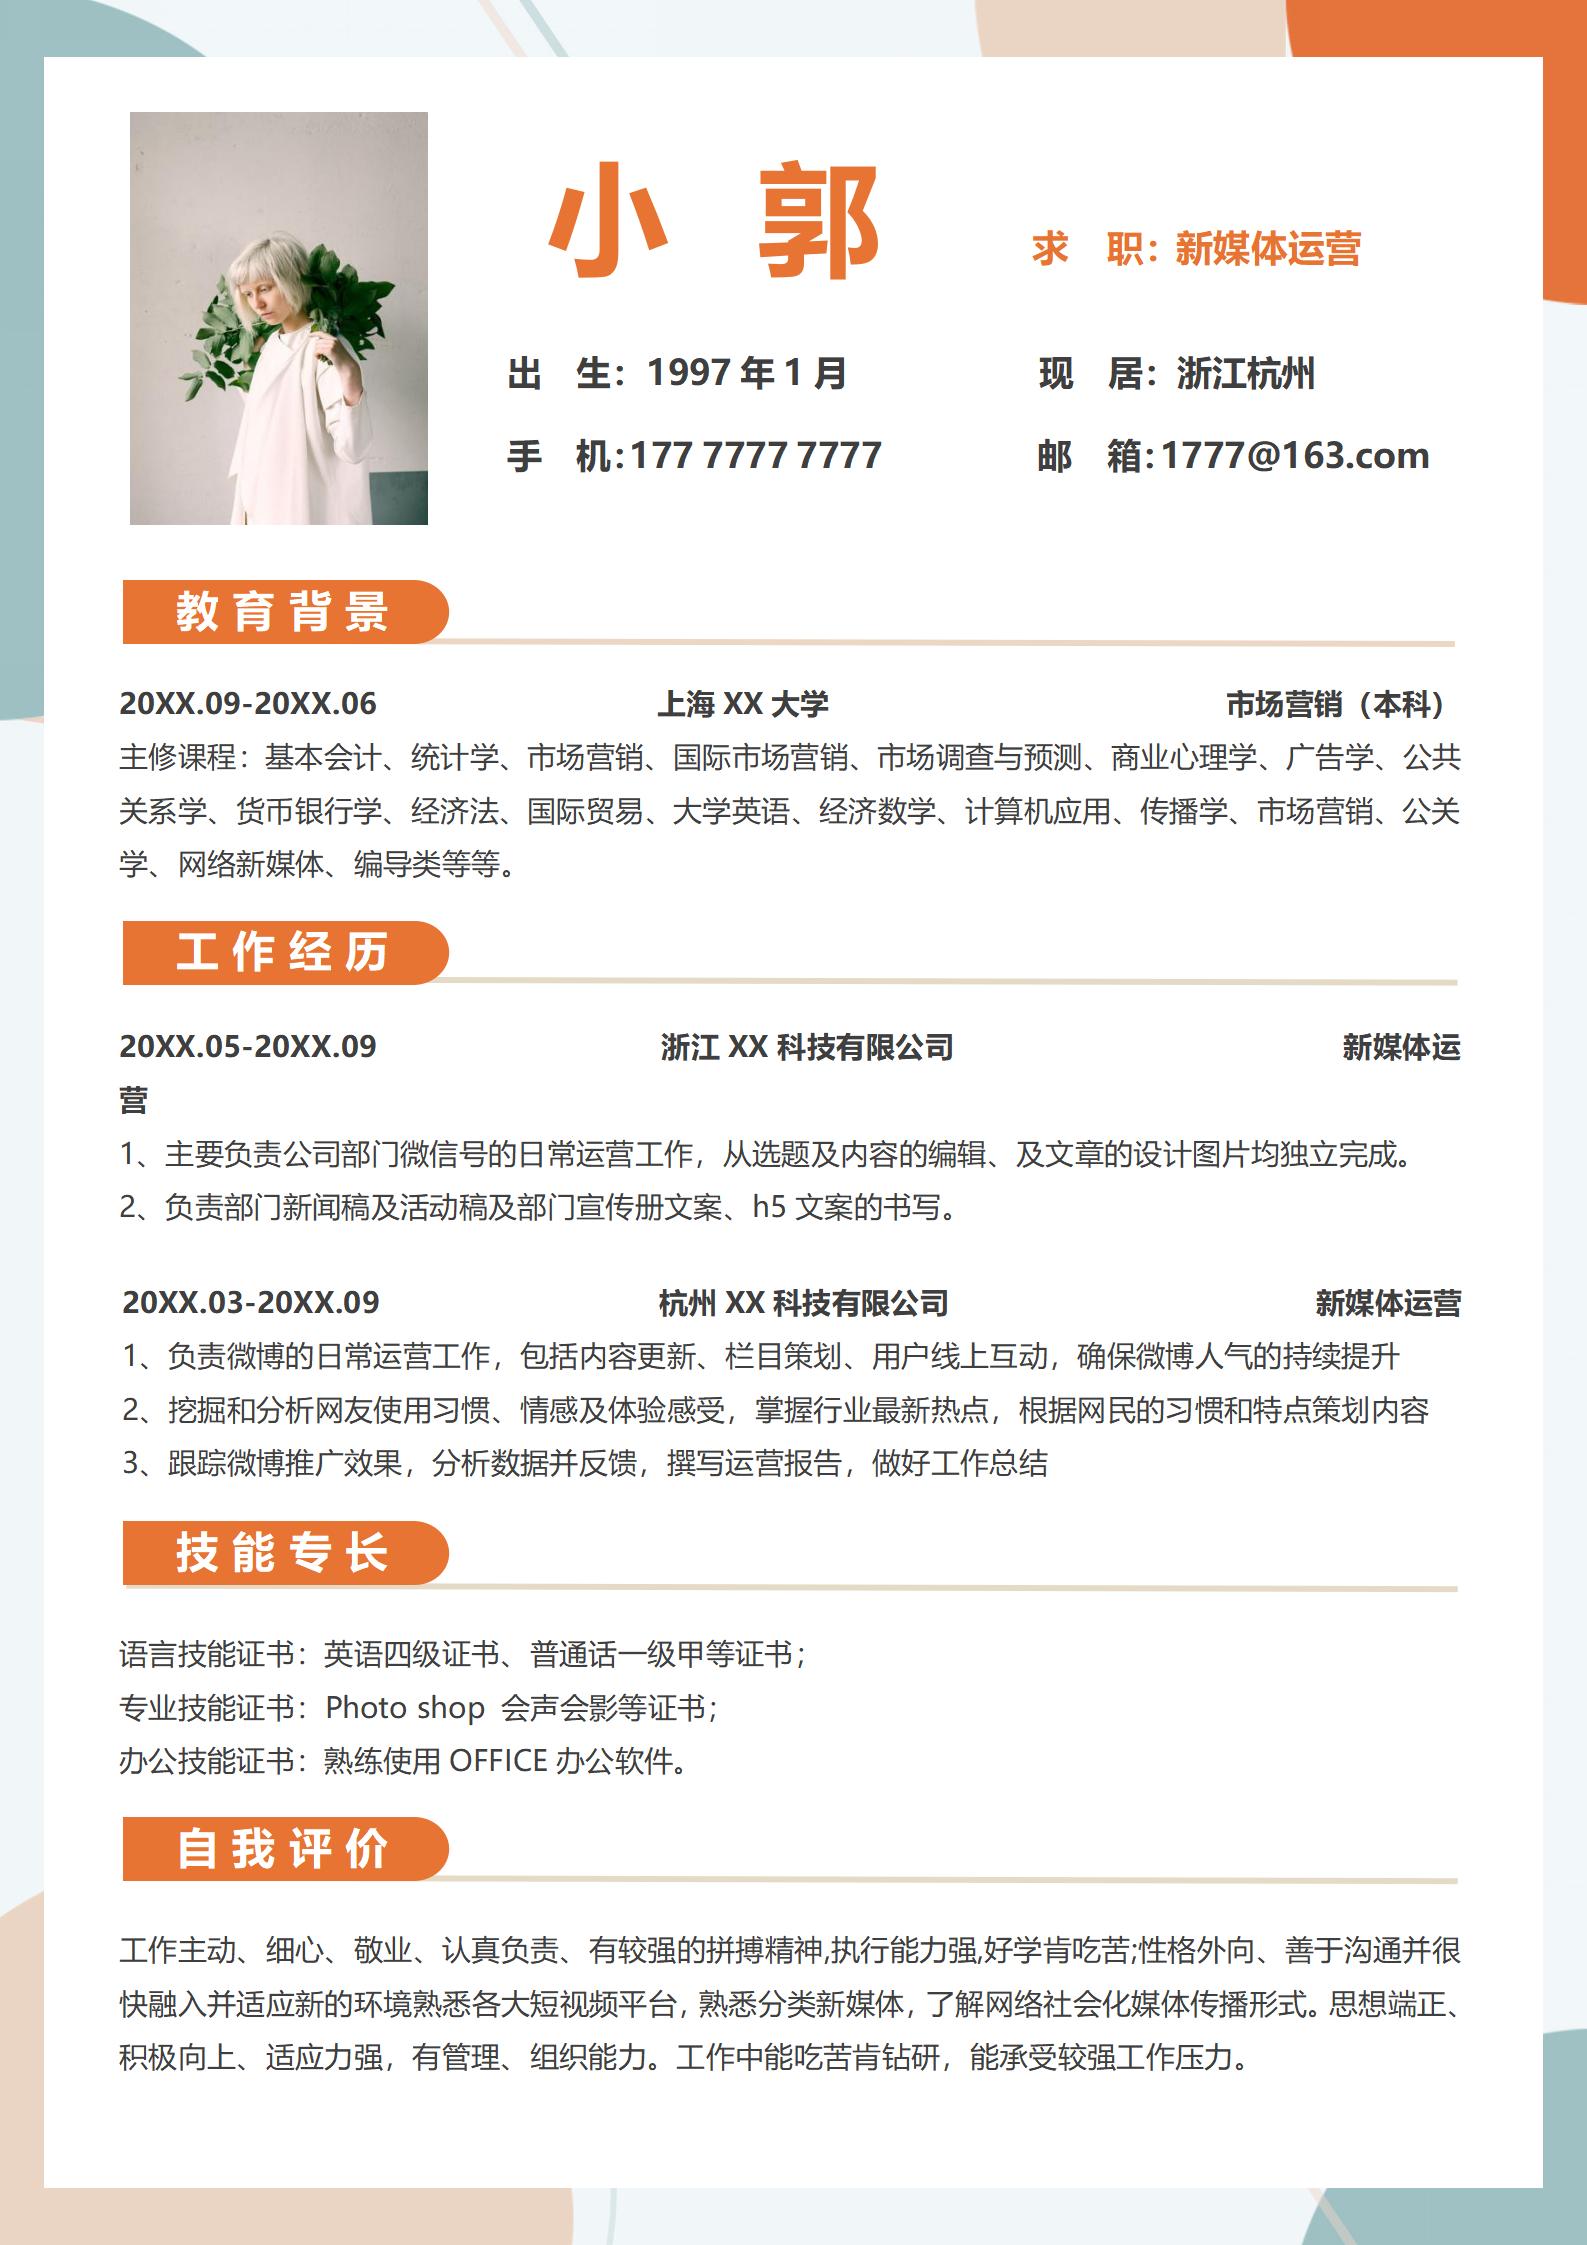 小 郭
求 职：新媒体运营
出 生：1997 年 1 月
现 居：浙江杭州
手 机：177 7777 7777
邮 箱：1777@163.com
教育背景
20XX.09-20XX.06 上海 XX 大学 市场营销（本科）
主修课程：基本会计、统计学、市场营销、国际市场营销、市场调查与预测、商业心理学、广告学、公共
关系学、货币银行学、经济法、国际贸易、大学英语、经济数学、计算机应用、传播学、市场营销、公关
学、网络新媒体、编导类等等。
工作经历
20XX.05-20XX.09 浙江 XX 科技有限公司 新媒体运
营
1、主要负责公司部门微信号的日常运营工作，从选题及内容的编辑、及文章的设计图片均独立完成。
2、负责部门新闻稿及活动稿及部门宣传册文案、h5 文案的书写。
20XX.03-20XX.09 杭州 XX 科技有限公司 新媒体运营
1、负责微博的日常运营工作，包括内容更新、栏目策划、用户线上互动，确保微博人气的持续提升
2、挖掘和分析网友使用习惯、情感及体验感受，掌握行业最新热点，根据网民的习惯和特点策划内容
3、跟踪微博推广效果，分析数据并反馈，撰写运营报告，做好工作总结
技能专长
语言技能证书：英语四级证书、普通话一级甲等证书；
专业技能证书：Photo shop 会声会影等证书；
办公技能证书：熟练使用 OFFICE 办公软件。
自我评价
工作主动、细心、敬业、认真负责、有较强的拼搏精神,执行能力强,好学肯吃苦;性格外向、善于沟通并很
快融入并适应新的环境熟悉各大短视频平台，熟悉分类新媒体，了解网络社会化媒体传播形式。思想端正、
积极向上、适应力强，有管理、组织能力。工作中能吃苦肯钻研，能承受较强工作压力。